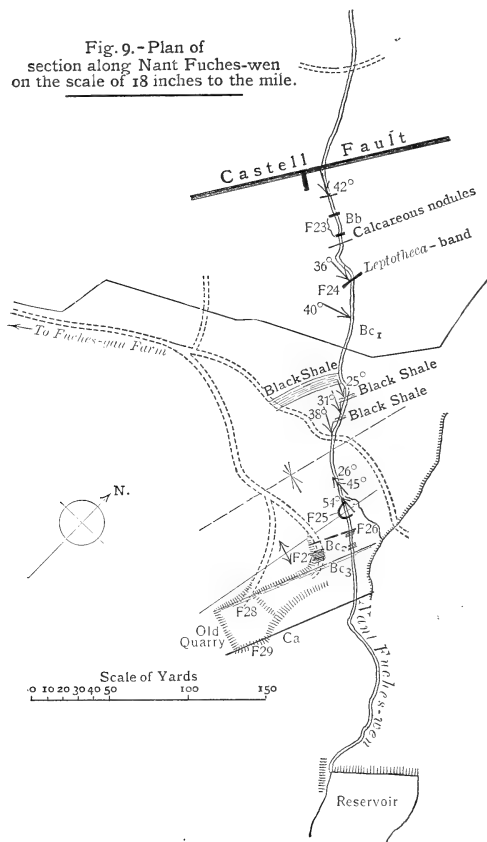 Fig. 9.-Plan of
section along Nant Fuches-wen
on the scale of 18 inches to the mile.
Castell Fault
42°
Bb
F23
Calcareous nodules
36°
Leptotheca-band
F24
40°
Bc1
To Fuches-gau Farm
Black Shale
25°
31°
Black Shale
38°
Black Shale
26°
45°
N.
54°
F25
F26
Bc2
F27
Bc3
F28
Old
Quarry
Ca
F29
Nant Fuches-wen
Scale of Yards
0 10 20 30 40 50 100 150
Reservoir